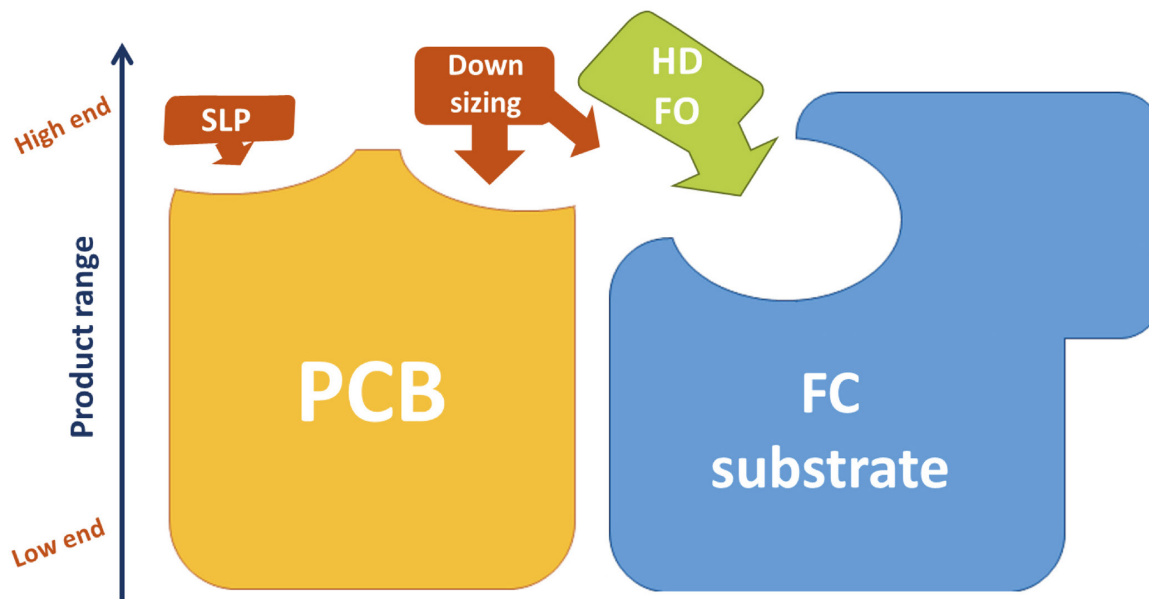 High end
Product range
Low end
SLP
Down
sizing
HD
FO
PCB
FC
substrate